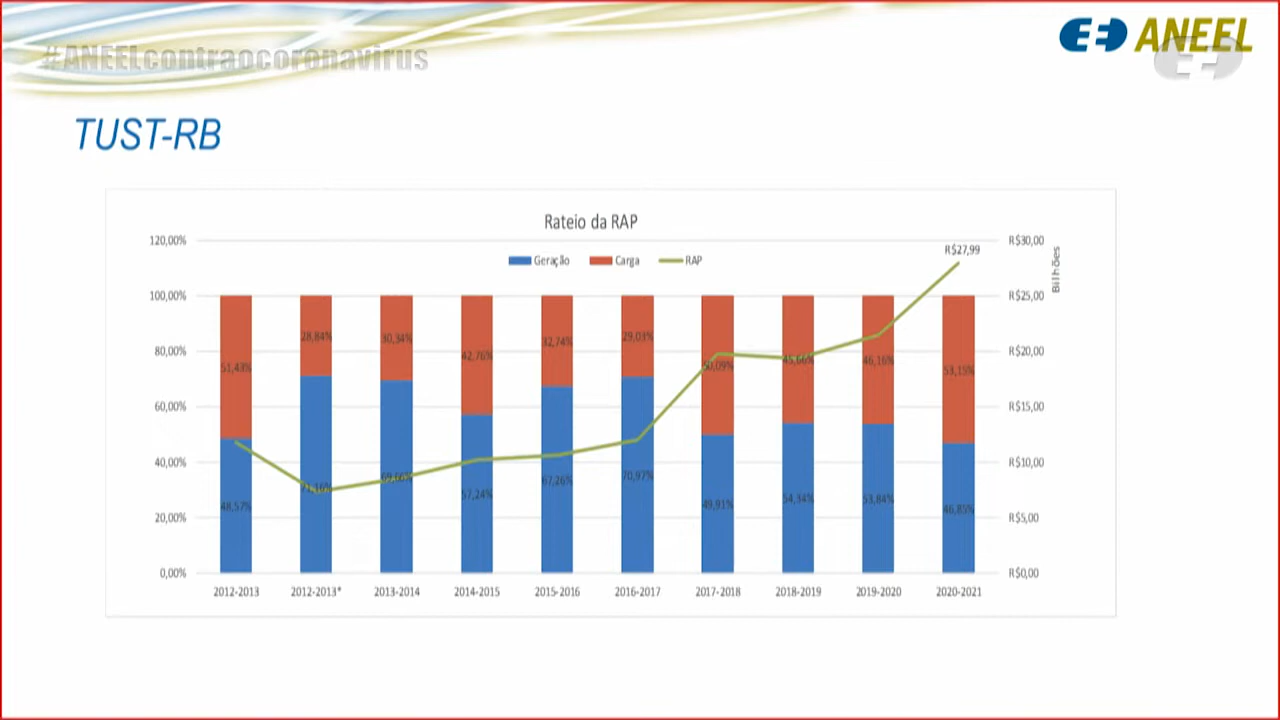 #ANEELcontraocoronavirus
ANEEL
TUST-RB
Rateio da RAP
Geração Carga RAP
120,00%
100,00%
80,00%
60,00%
40,00%
20,00%
0,00%
R$30,00
R$25,00
R$20,00
R$15,00
R$10,00
R$5,00
R$0,00
Bilhões
R$27,99
51,43% 28,84% 30,34% 42,76% 32,74% 29,03% 50,09% 45,66% 46,16% 53,15%
48,57% 71,16% 69,66% 57,24% 67,26% 70,97% 49,91% 54,34% 53,84% 46,85%
2012-2013 2012-2013* 2013-2014 2014-2015 2015-2016 2016-2017 2017-2018 2018-2019 2019-2020 2020-2021